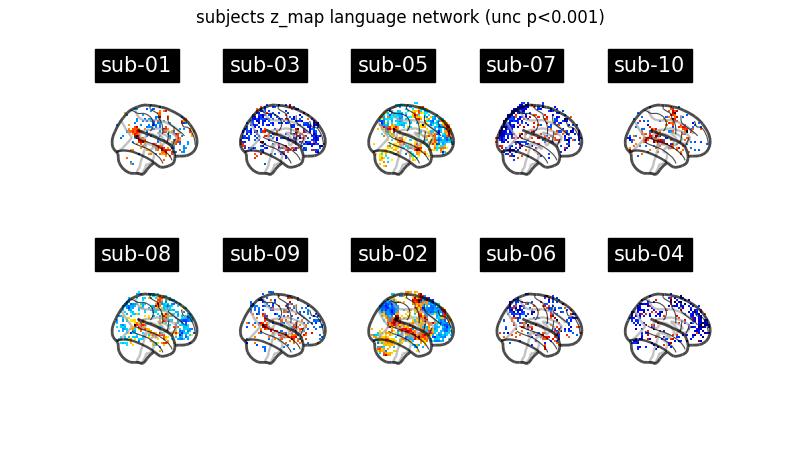 subjects z_map language network (unc p<0.001)
sub-01 sub-03 sub-05 sub-07 sub-10
sub-08 sub-09 sub-02 sub-06 sub-04